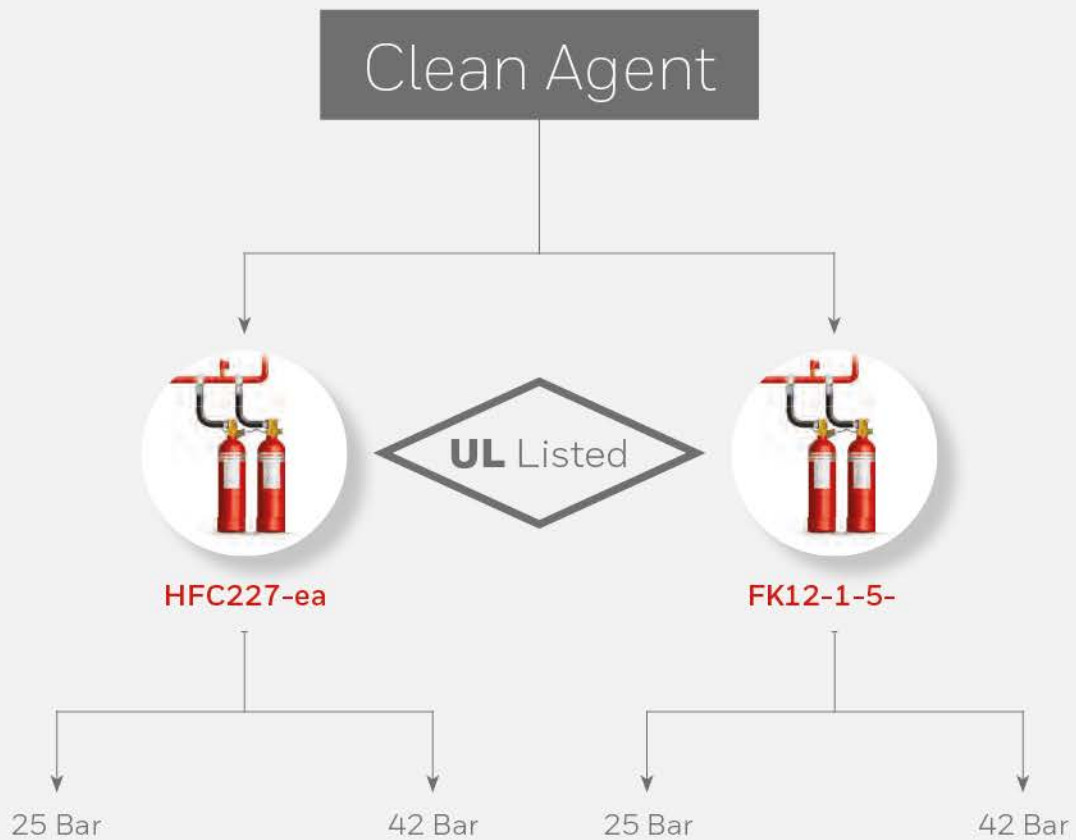 Clean Agent
UL Listed
HFC227-ea
FK12-1-5-
25 Bar
42 Bar
25 Bar
42 Bar